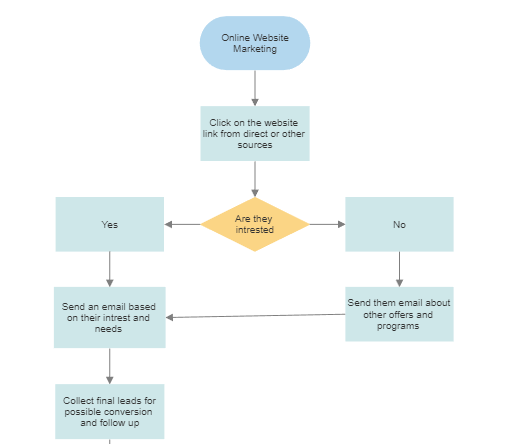 Online Website
Marketing
Click on the website
link from direct or other
sources
Are they
intrested
Yes
No
Send an email based
on their intrest and
needs
Send them email about
other offers and
programs
Collect final leads for
possible conversion
and follow up